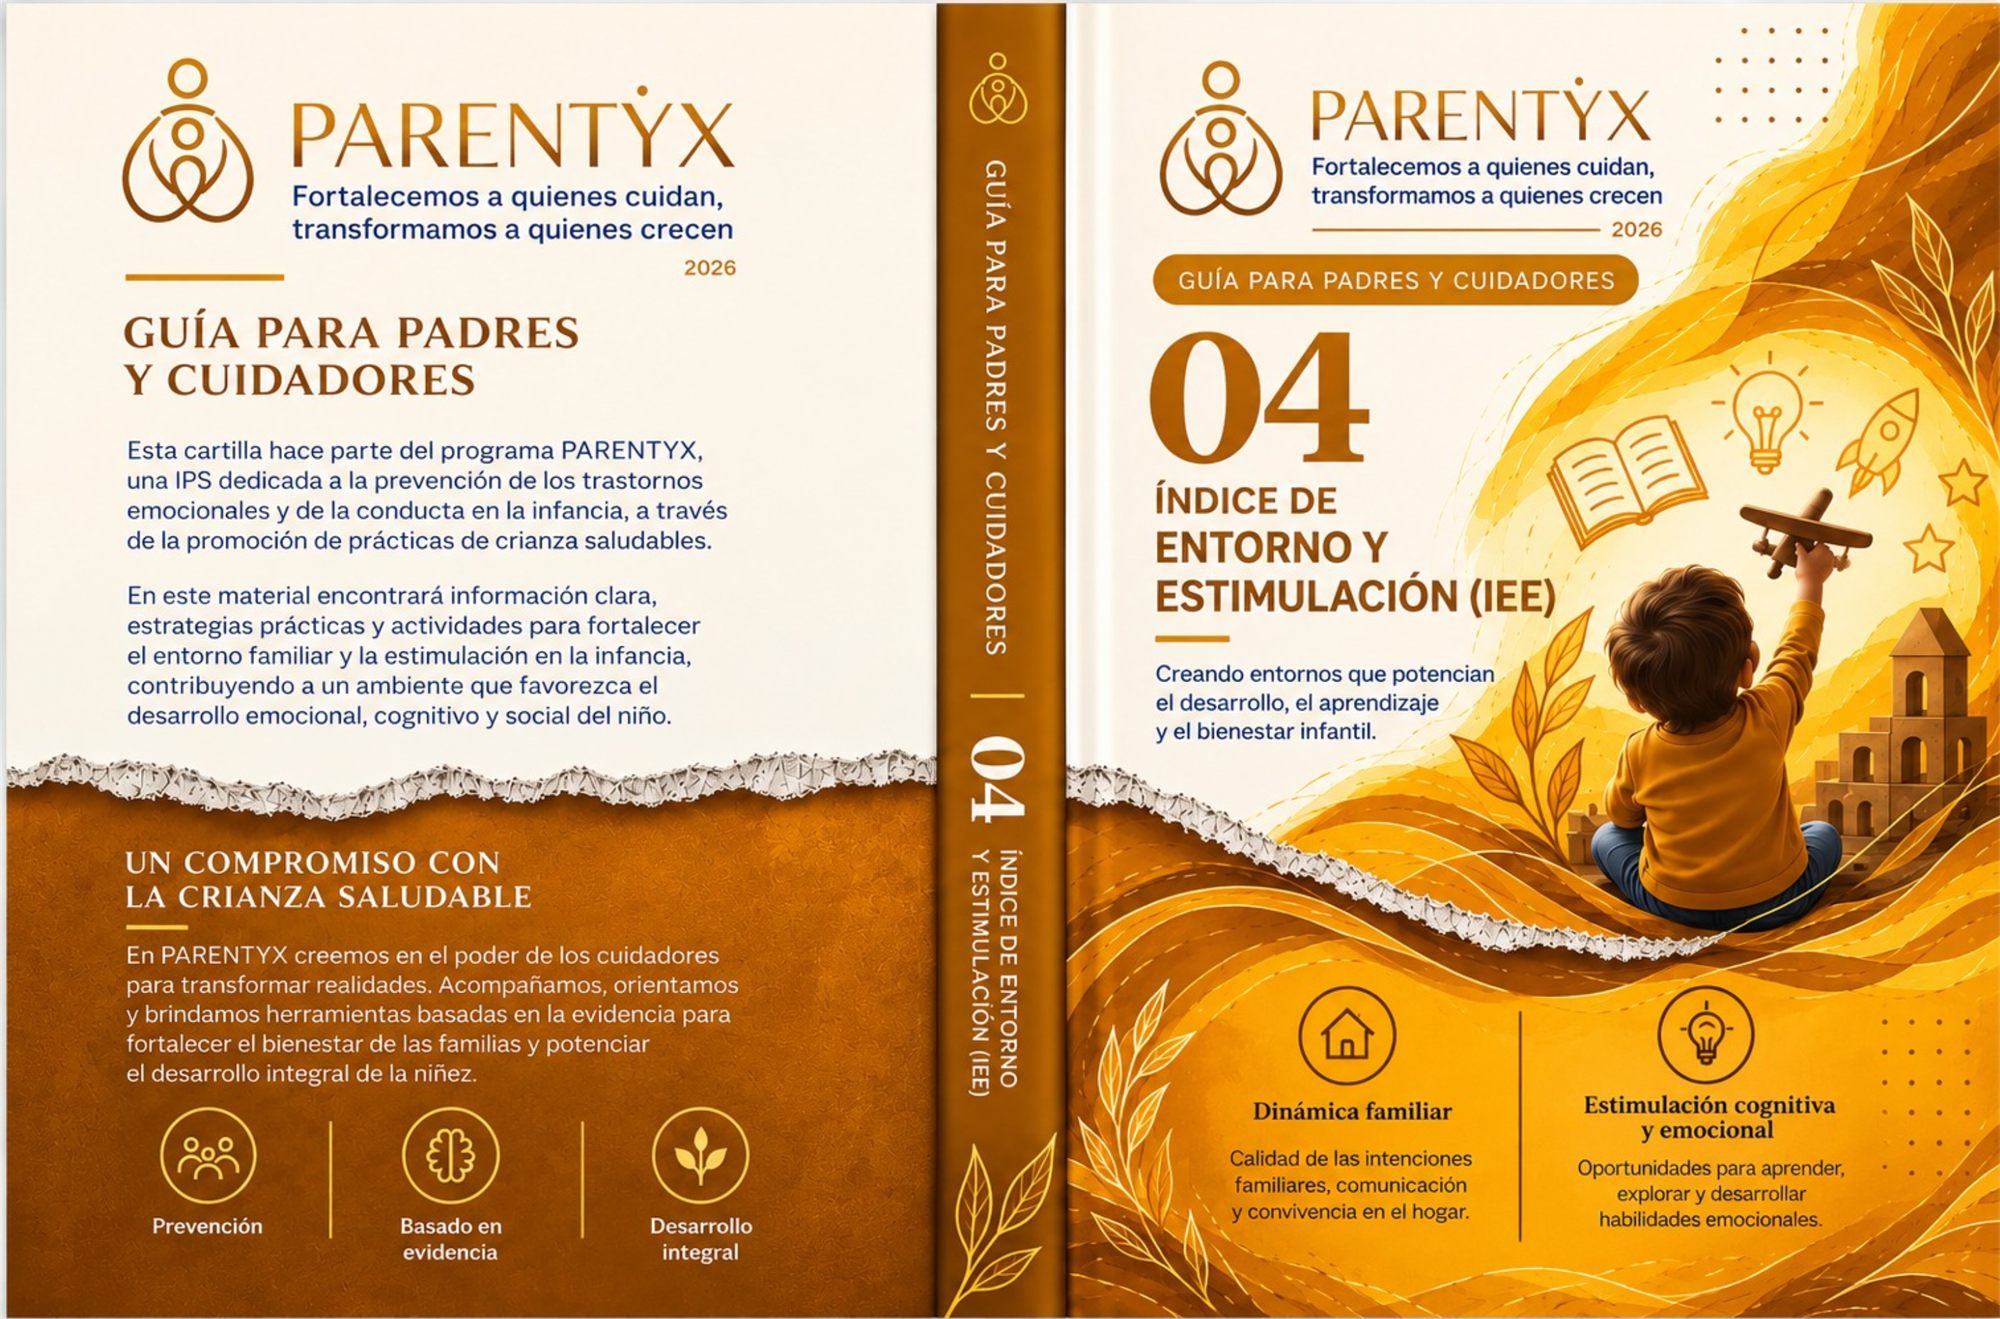 PARENTYX
Fortalecemos a quienes cuidan,
transformamos a quienes crecen
2026
GUÍA PARA PADRES
Y CUIDADORES
Esta cartilla hace parte del programa PARENTYX,
una IPS dedicada a la prevención de los trastornos
emocionales y de la conducta en la infancia, a través
de la promoción de prácticas de crianza saludables.
En este material encontrará información clara,
estrategias prácticas y actividades para fortalecer
el entorno familiar y la estimulación en la infancia,
contribuyendo a un ambiente que favorezca el
desarrollo emocional, cognitivo y social del niño.
UN COMPROMISO CON
LA CRIANZA SALUDABLE
En PARENTYX creemos en el poder de los cuidadores
para transformar realidades. Acompañamos, orientamos
y brindamos herramientas basadas en la evidencia para
fortalecer el bienestar de las familias y potenciar
el desarrollo integral de la niñez.
Prevención
Basado en
evidencia
Desarrollo
integral
GUÍA PARA PADRES Y CUIDADORES
04
ÍNDICE DE ENTORNO
Y ESTIMULACIÓN (IEE)
PARENTYX
Fortalecemos a quienes cuidan,
transformamos a quienes crecen
2026
GUÍA PARA PADRES Y CUIDADORES
04
ÍNDICE DE
ENTORNO Y
ESTIMULACIÓN (IEE)
Creando entornos que potencian
el desarrollo, el aprendizaje
y el bienestar infantil.
Dinámica familiar
Calidad de las intenciones
familiares, comunicación
y convivencia en el hogar.
Estimulación cognitiva
y emocional
Oportunidades para aprender,
explorar y desarrollar
habilidades emocionales.